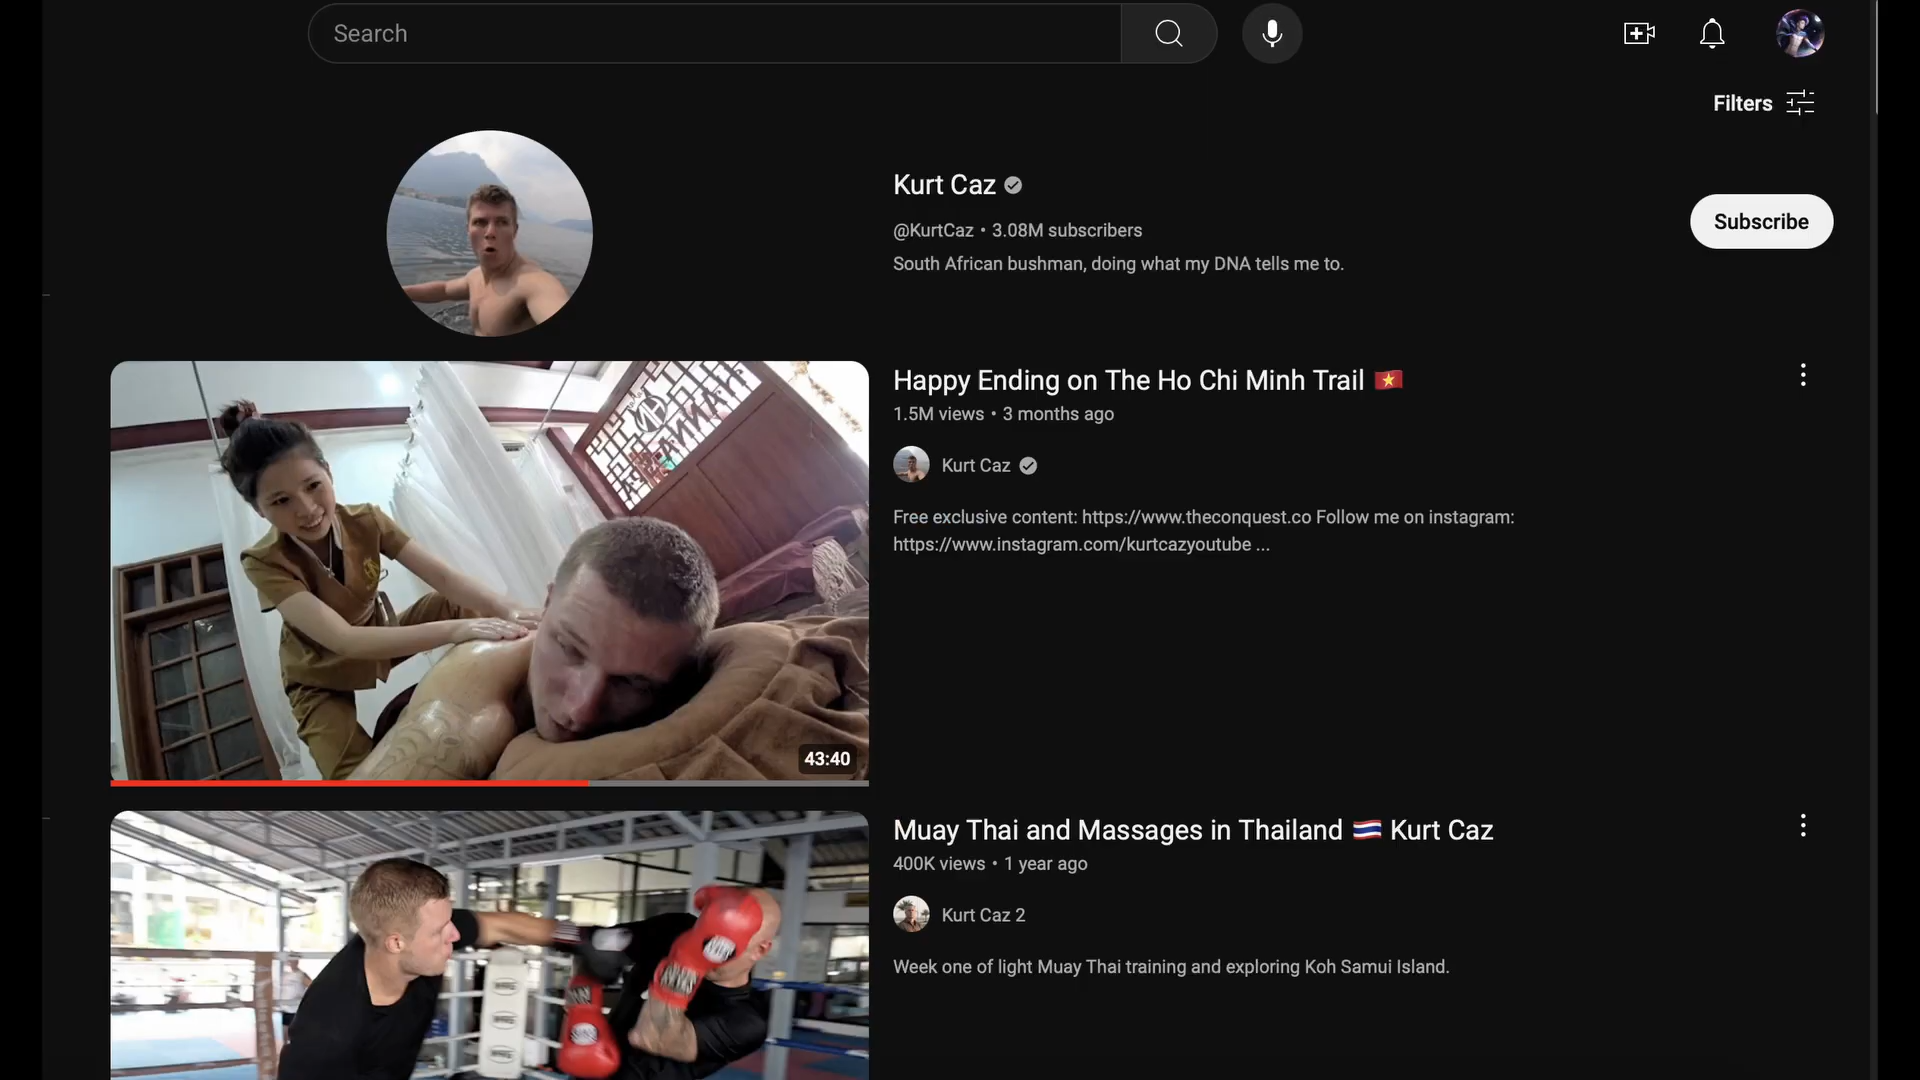 Search
Filters
Kurt Caz
@KurtCaz • 3.08M subscribers
South African bushman, doing what my DNA tells me to.
Subscribe
Happy Ending on The Ho Chi Minh Trail 🇻🇳
1.5M views • 3 months ago
Kurt Caz
Free exclusive content: https://www.theconquest.co Follow me on instagram:
https://www.instagram.com/kurtcazyoutube ...
43:40
Muay Thai and Massages in Thailand 🇹🇭 Kurt Caz
400K views • 1 year ago
Kurt Caz 2
Week one of light Muay Thai training and exploring Koh Samui Island.